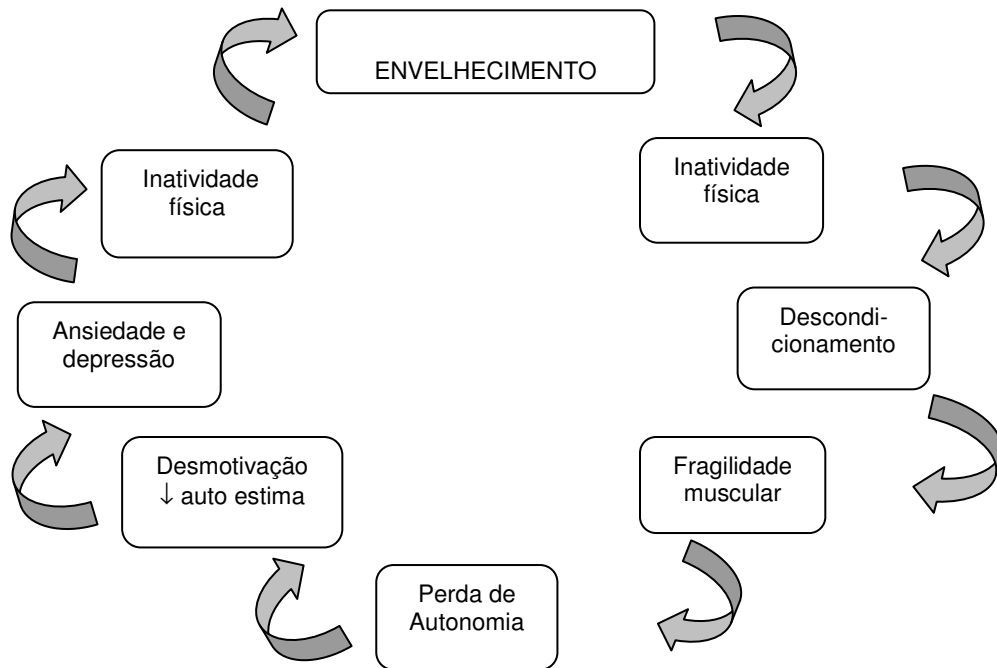 ENVELHECIMENTO
Inatividade
física
Descondi-
cionamento
Fragilidade
muscular
Perda de
Autonomia
Desmotivação
↓ auto estima
Ansiedade e
depressão
Inatividade
física